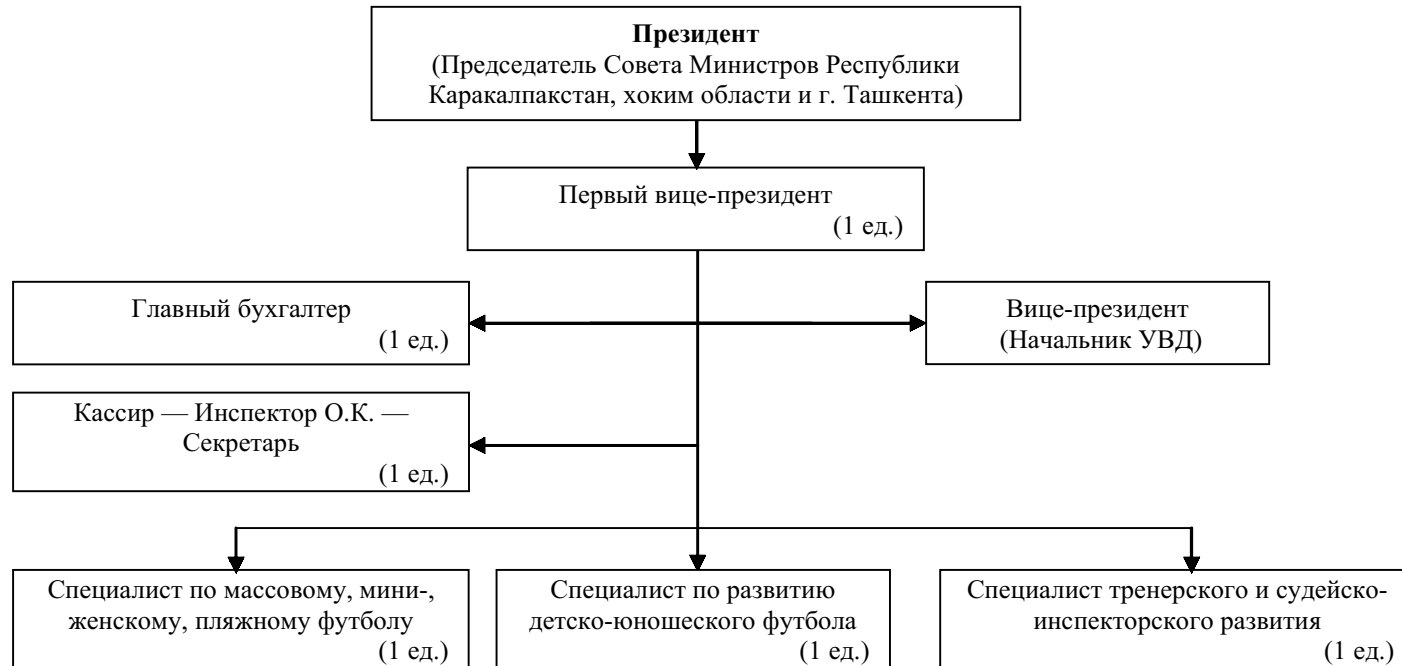 Президент
(Председатель Совета Министров Республики
Каракалпакстан, хоким области и г. Ташкента)
Первый вице-президент
(1 ед.)
Главный бухгалтер
(1 ед.)
Вице-президент
(Начальник УВД)
Кассир — Инспектор О.К. —
Секретарь
(1 ед.)
Специалист по массовому, мини-,
женскому, пляжному футболу
(1 ед.)
Специалист по развитию
детско-юношеского футбола
(1 ед.)
Специалист тренерского и судейско-
инспекторского развития
(1 ед.)